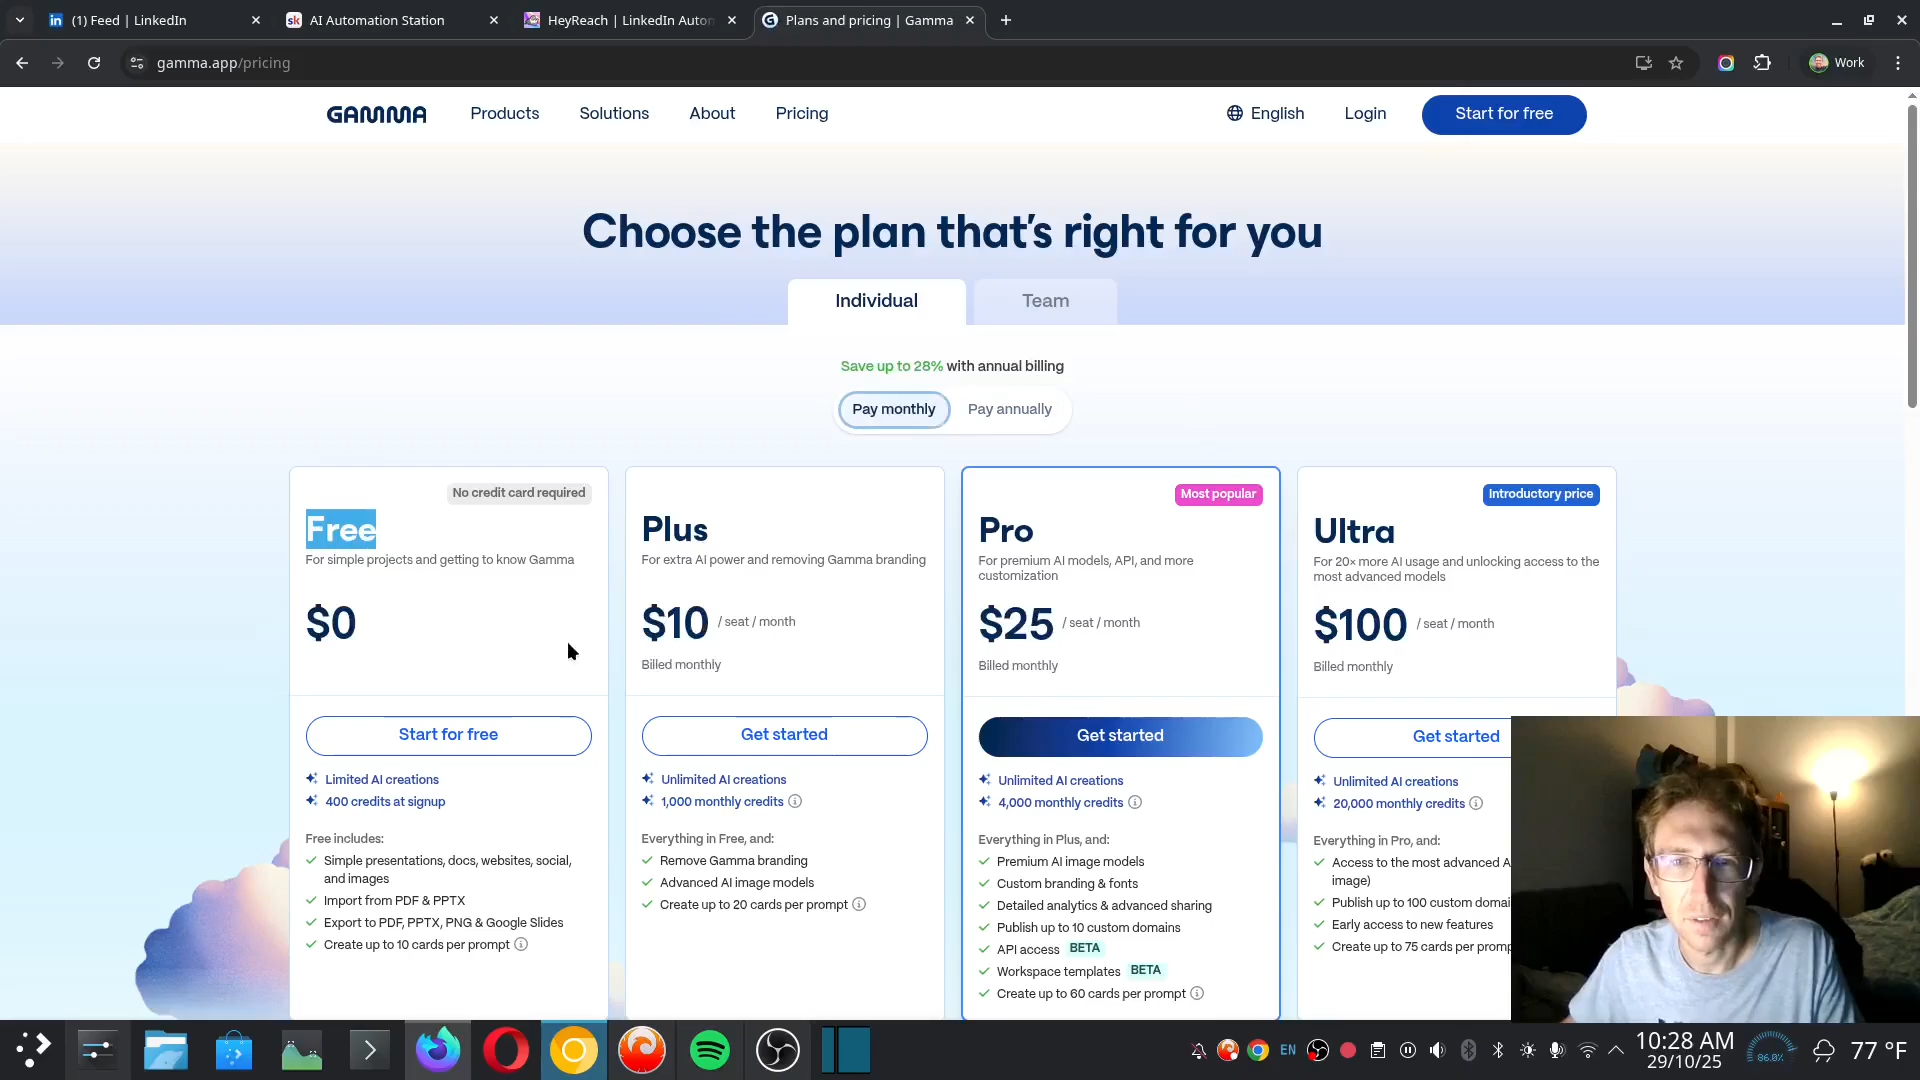 (1) Feed | LinkedIn
AI Automation Station
HeyReach | LinkedIn Auton
Plans and pricing | Gamma
gamma.app/pricing
Work
GAMMA
Products
Solutions
About
Pricing
English
Login
Start for free
Choose the plan that's right for you
Individual
Team
Save up to 28% with annual billing
Pay monthly
Pay annually
No credit card required
Free
For simple projects and getting to know Gamma
$0
Start for free
Limited AI creations
400 credits at signup
Free includes:
Simple presentations, docs, websites, social,
and images
Import from PDF & PPTX
Export to PDF, PPTX, PNG & Google Slides
Create up to 10 cards per prompt
Plus
For extra AI power and removing Gamma branding
$10 / seat / month
Billed monthly
Get started
Unlimited AI creations
1,000 monthly credits
Everything in Free, and:
Remove Gamma branding
Advanced AI image models
Create up to 20 cards per prompt
Most popular
Pro
For premium AI models, API, and more
customization
$25 / seat / month
Billed monthly
Get started
Unlimited AI creations
4,000 monthly credits
Everything in Plus, and:
Premium AI image models
Custom branding & fonts
Detailed analytics & advanced sharing
Publish up to 10 custom domains
API access BETA
Workspace templates BETA
Create up to 60 cards per prompt
Introductory price
Ultra
For 20× more AI usage and unlocking access to the
most advanced models
$100 / seat / month
Billed monthly
Get started
Unlimited AI creations
20,000 monthly credits
Everything in Pro, and:
Access to the most advanced A
image)
Publish up to 100 custom domai
Early access to new features
Create up to 75 cards per promp
EN
10:28 AM
29/10/25
86.0%
77 °F